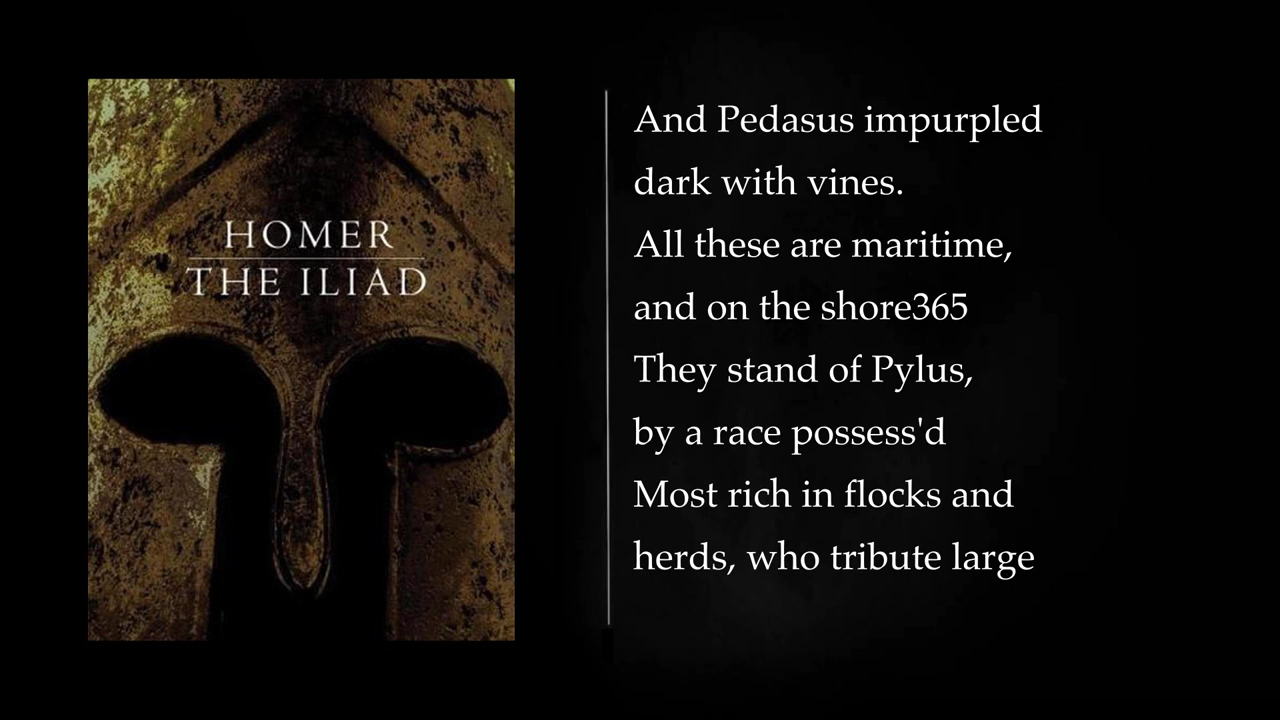 HOMER
THE ILIAD
And Pedasus impurpled
dark with vines.
All these are maritime,
and on the shore365
They stand of Pylus,
by a race possess'd
Most rich in flocks and
herds, who tribute large